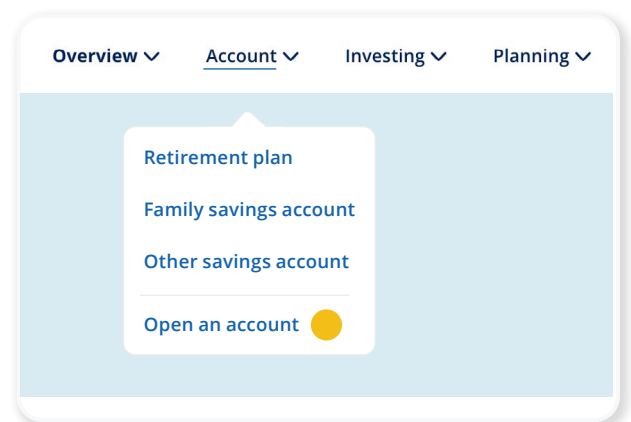 Overview Account Investing Planning
Retirement plan
Family savings account
Other savings account
Open an account